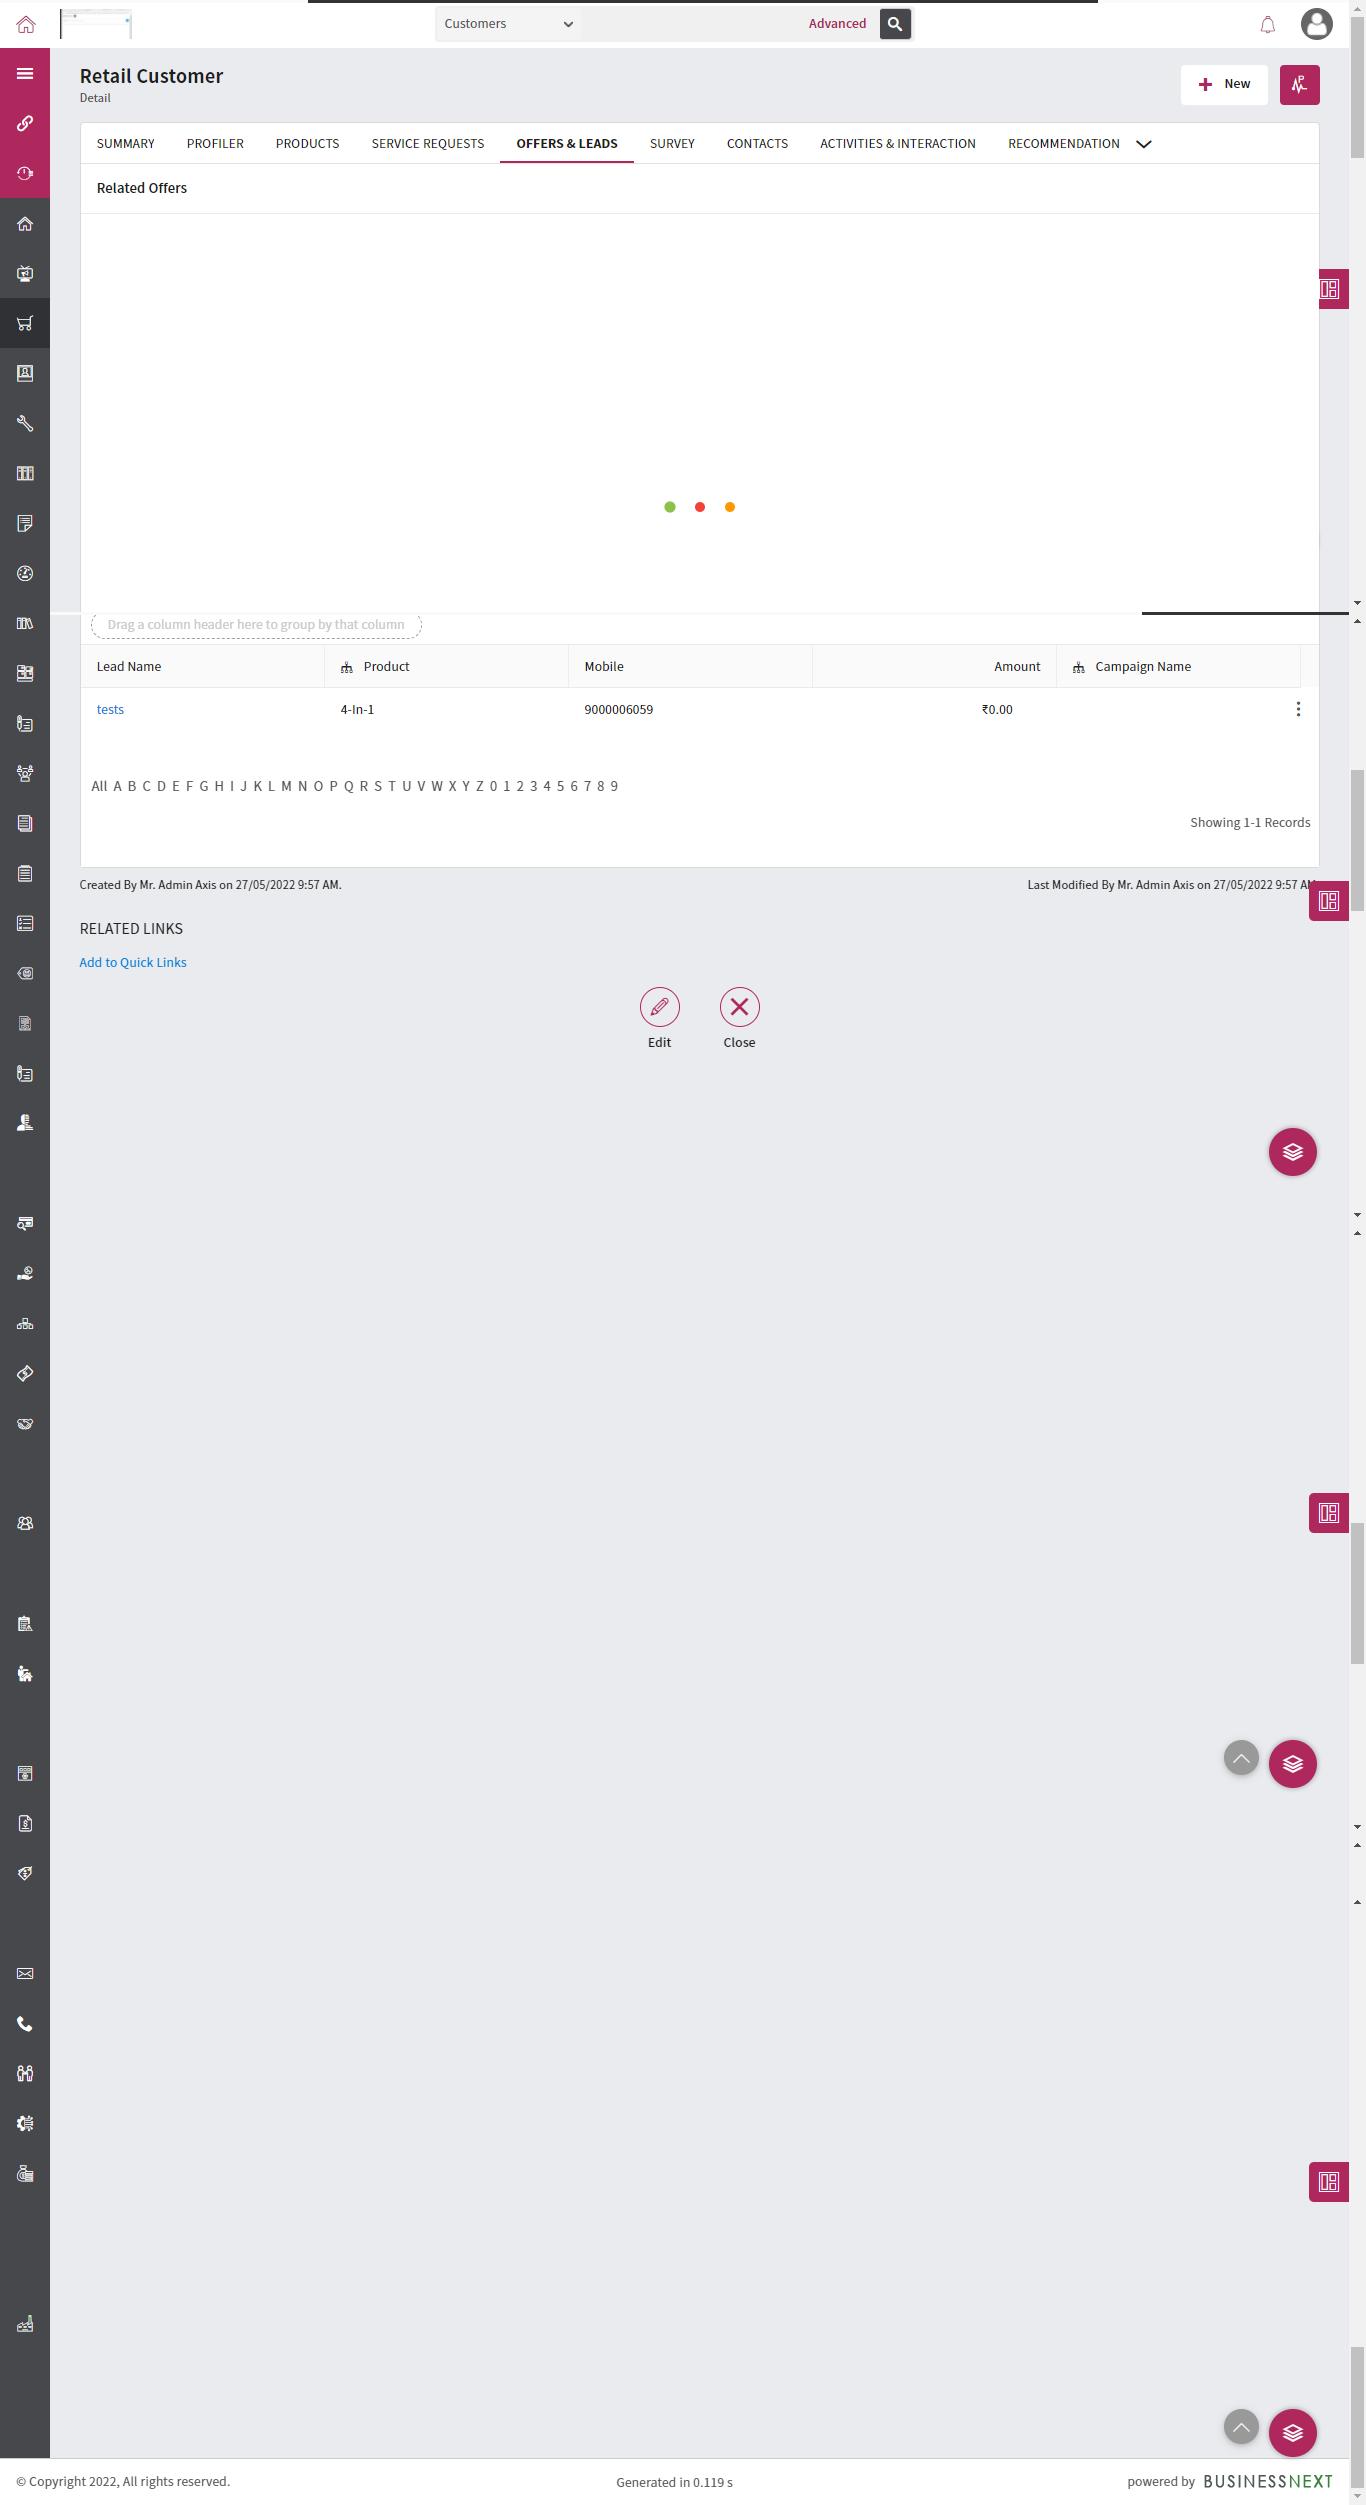 Customers Advanced
Retail Customer
Detail
New
SUMMARY PROFILER PRODUCTS SERVICE REQUESTS OFFERS & LEADS SURVEY CONTACTS ACTIVITIES & INTERACTION RECOMMENDATION
Related Offers
Drag a column header here to group by that column
Lead Name Product Mobile Amount Campaign Name
tests 4-In-1 9000006059 ₹0.00
All A B C D E F G H I J K L M N O P Q R S T U V W X Y Z 0 1 2 3 4 5 6 7 8 9
Showing 1-1 Records
Created By Mr. Admin Axis on 27/05/2022 9:57 AM. Last Modified By Mr. Admin Axis on 27/05/2022 9:57 AM
RELATED LINKS
Add to Quick Links
Edit Close
© Copyright 2022, All rights reserved. Generated in 0.119 s powered by BUSINESSNEXT